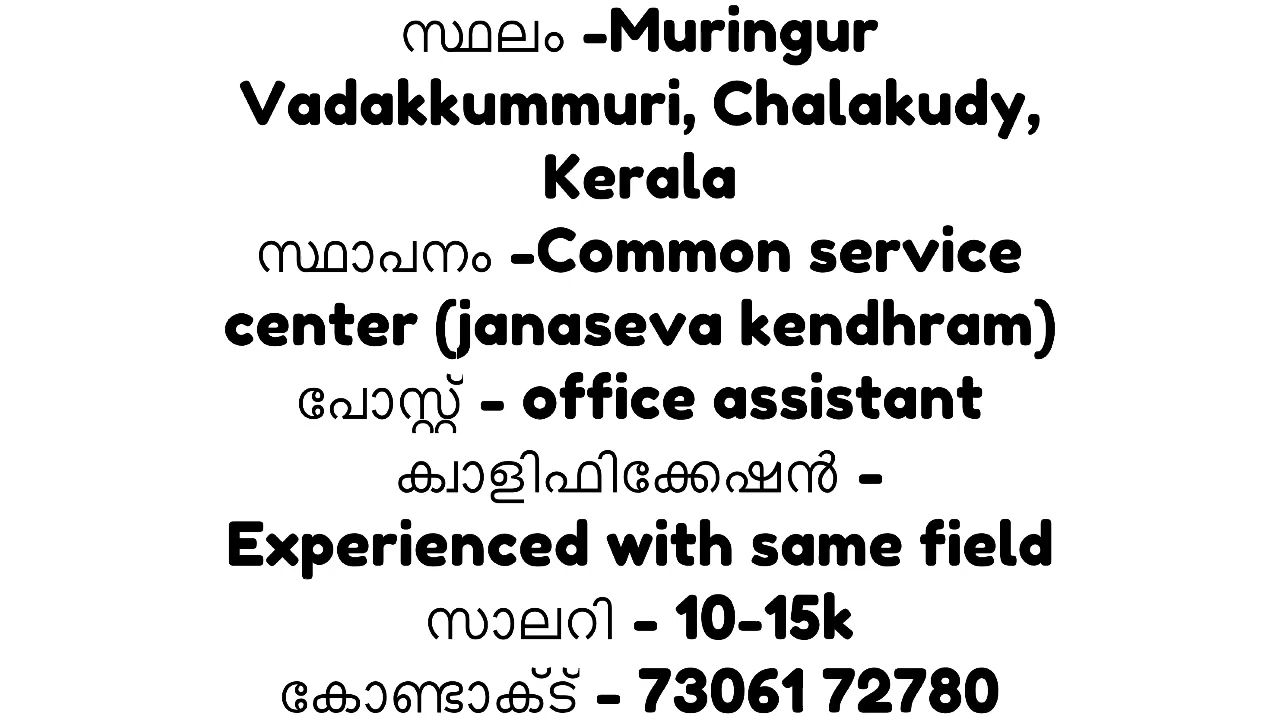 സ്ഥലം -Muringur
Vadakkummuri, Chalakudy,
Kerala
സ്ഥാപനം -Common service
center (janaseva kendhram)
പോസ്റ്റ് - office assistant
ക്വാളിഫിക്കേഷൻ -
Experienced with same field
സാലറി - 10-15k
കോണ്ടാക്ട് - 73061 72780